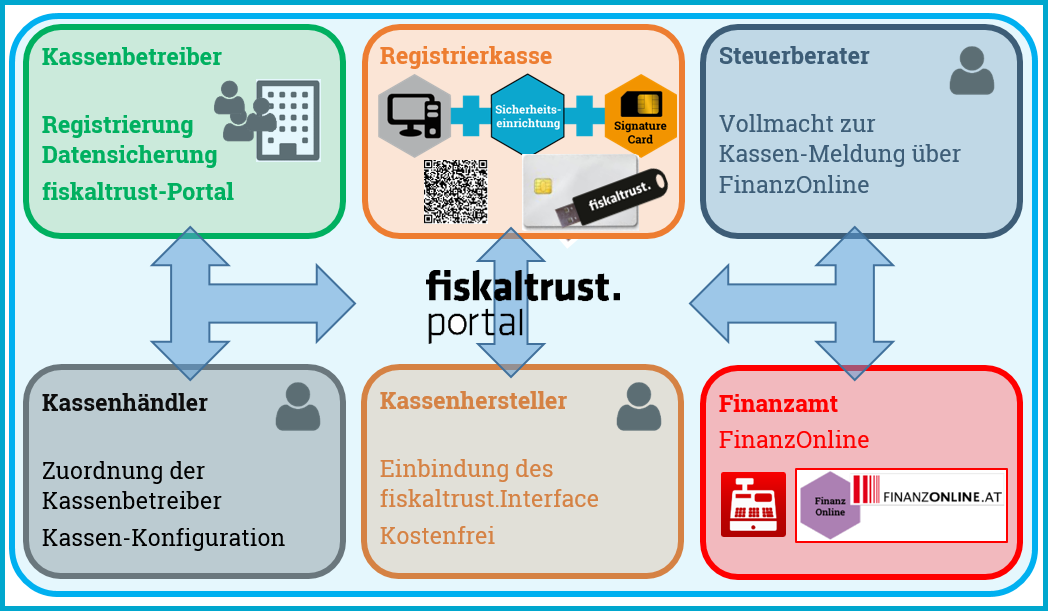 Kassenbetreiber
Registrierung
Datensicherung
fiskaltrust-Portal
Registrierkasse
Sicherheits-
einrichtung
Signature
Card
fiskaltrust.
Steuerberater
Vollmacht zur
Kassen-Meldung über
FinanzOnline
fiskaltrust.
portal
Kassenhändler
Zuordnung der
Kassenbetreiber
Kassen-Konfiguration
Kassenhersteller
Einbindung des
fiskaltrust.Interface
Kostenfrei
Finanzamt
FinanzOnline
Finanz
Online
FINANZONLINE.AT